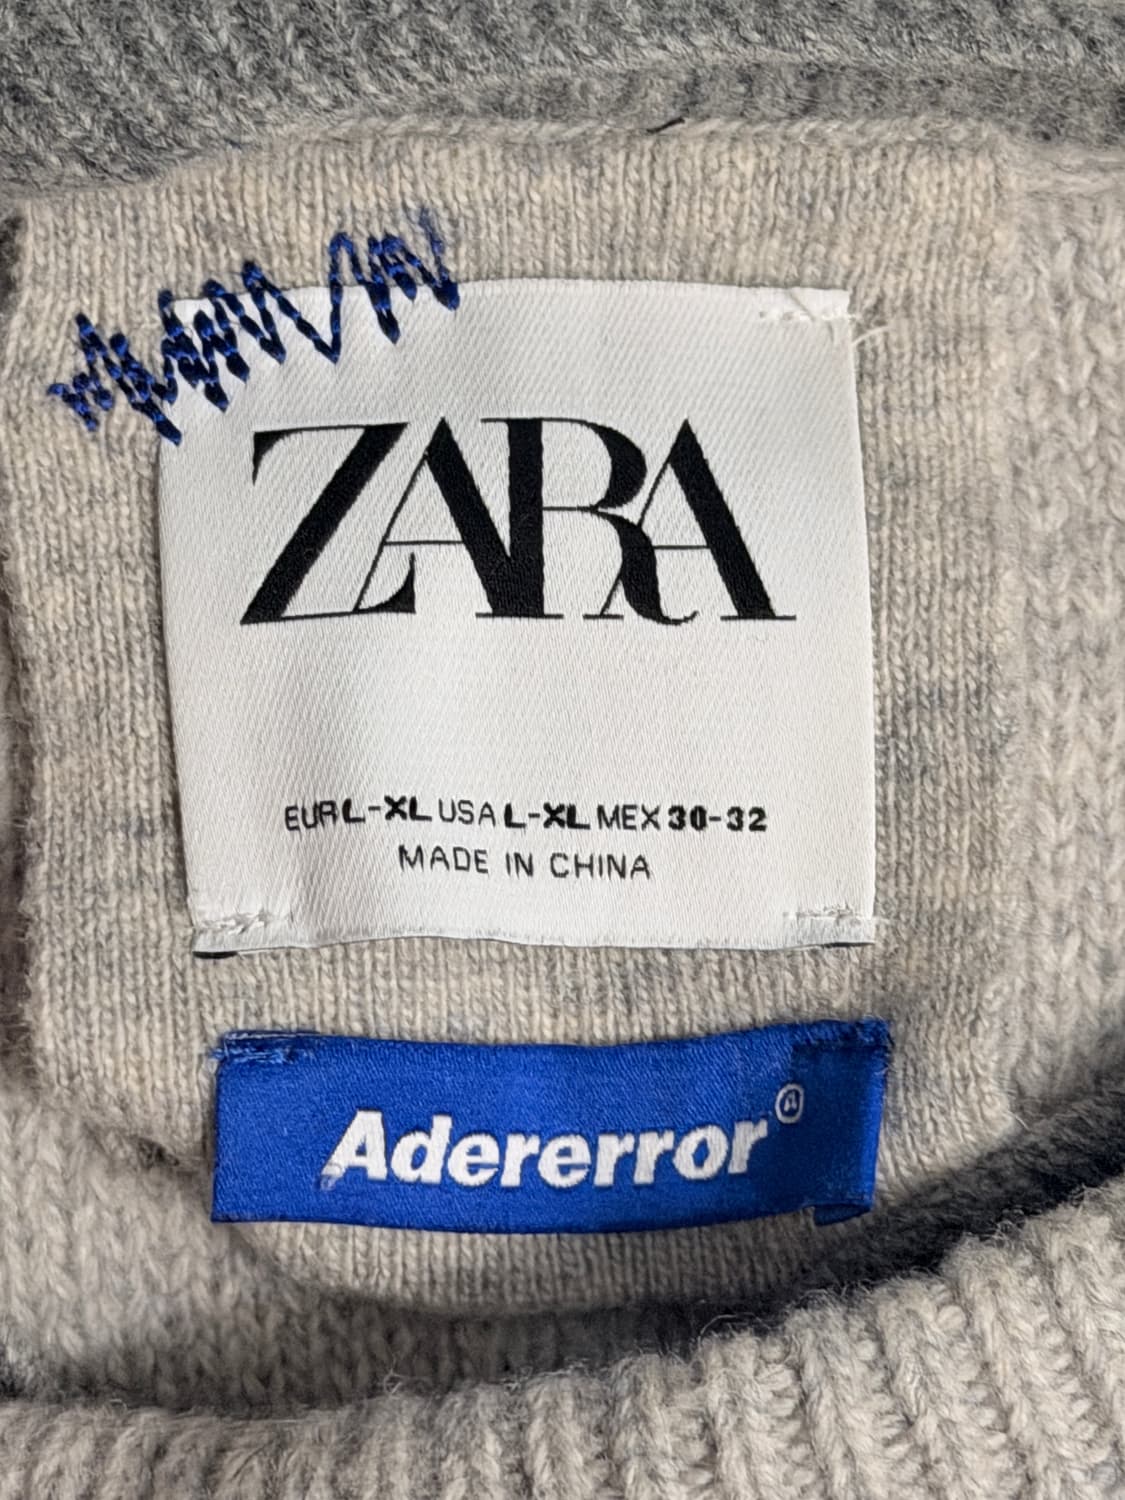 ZARA
EUR L-XL USA L-XL MEX 30-32
MADE IN CHINA
Adererror